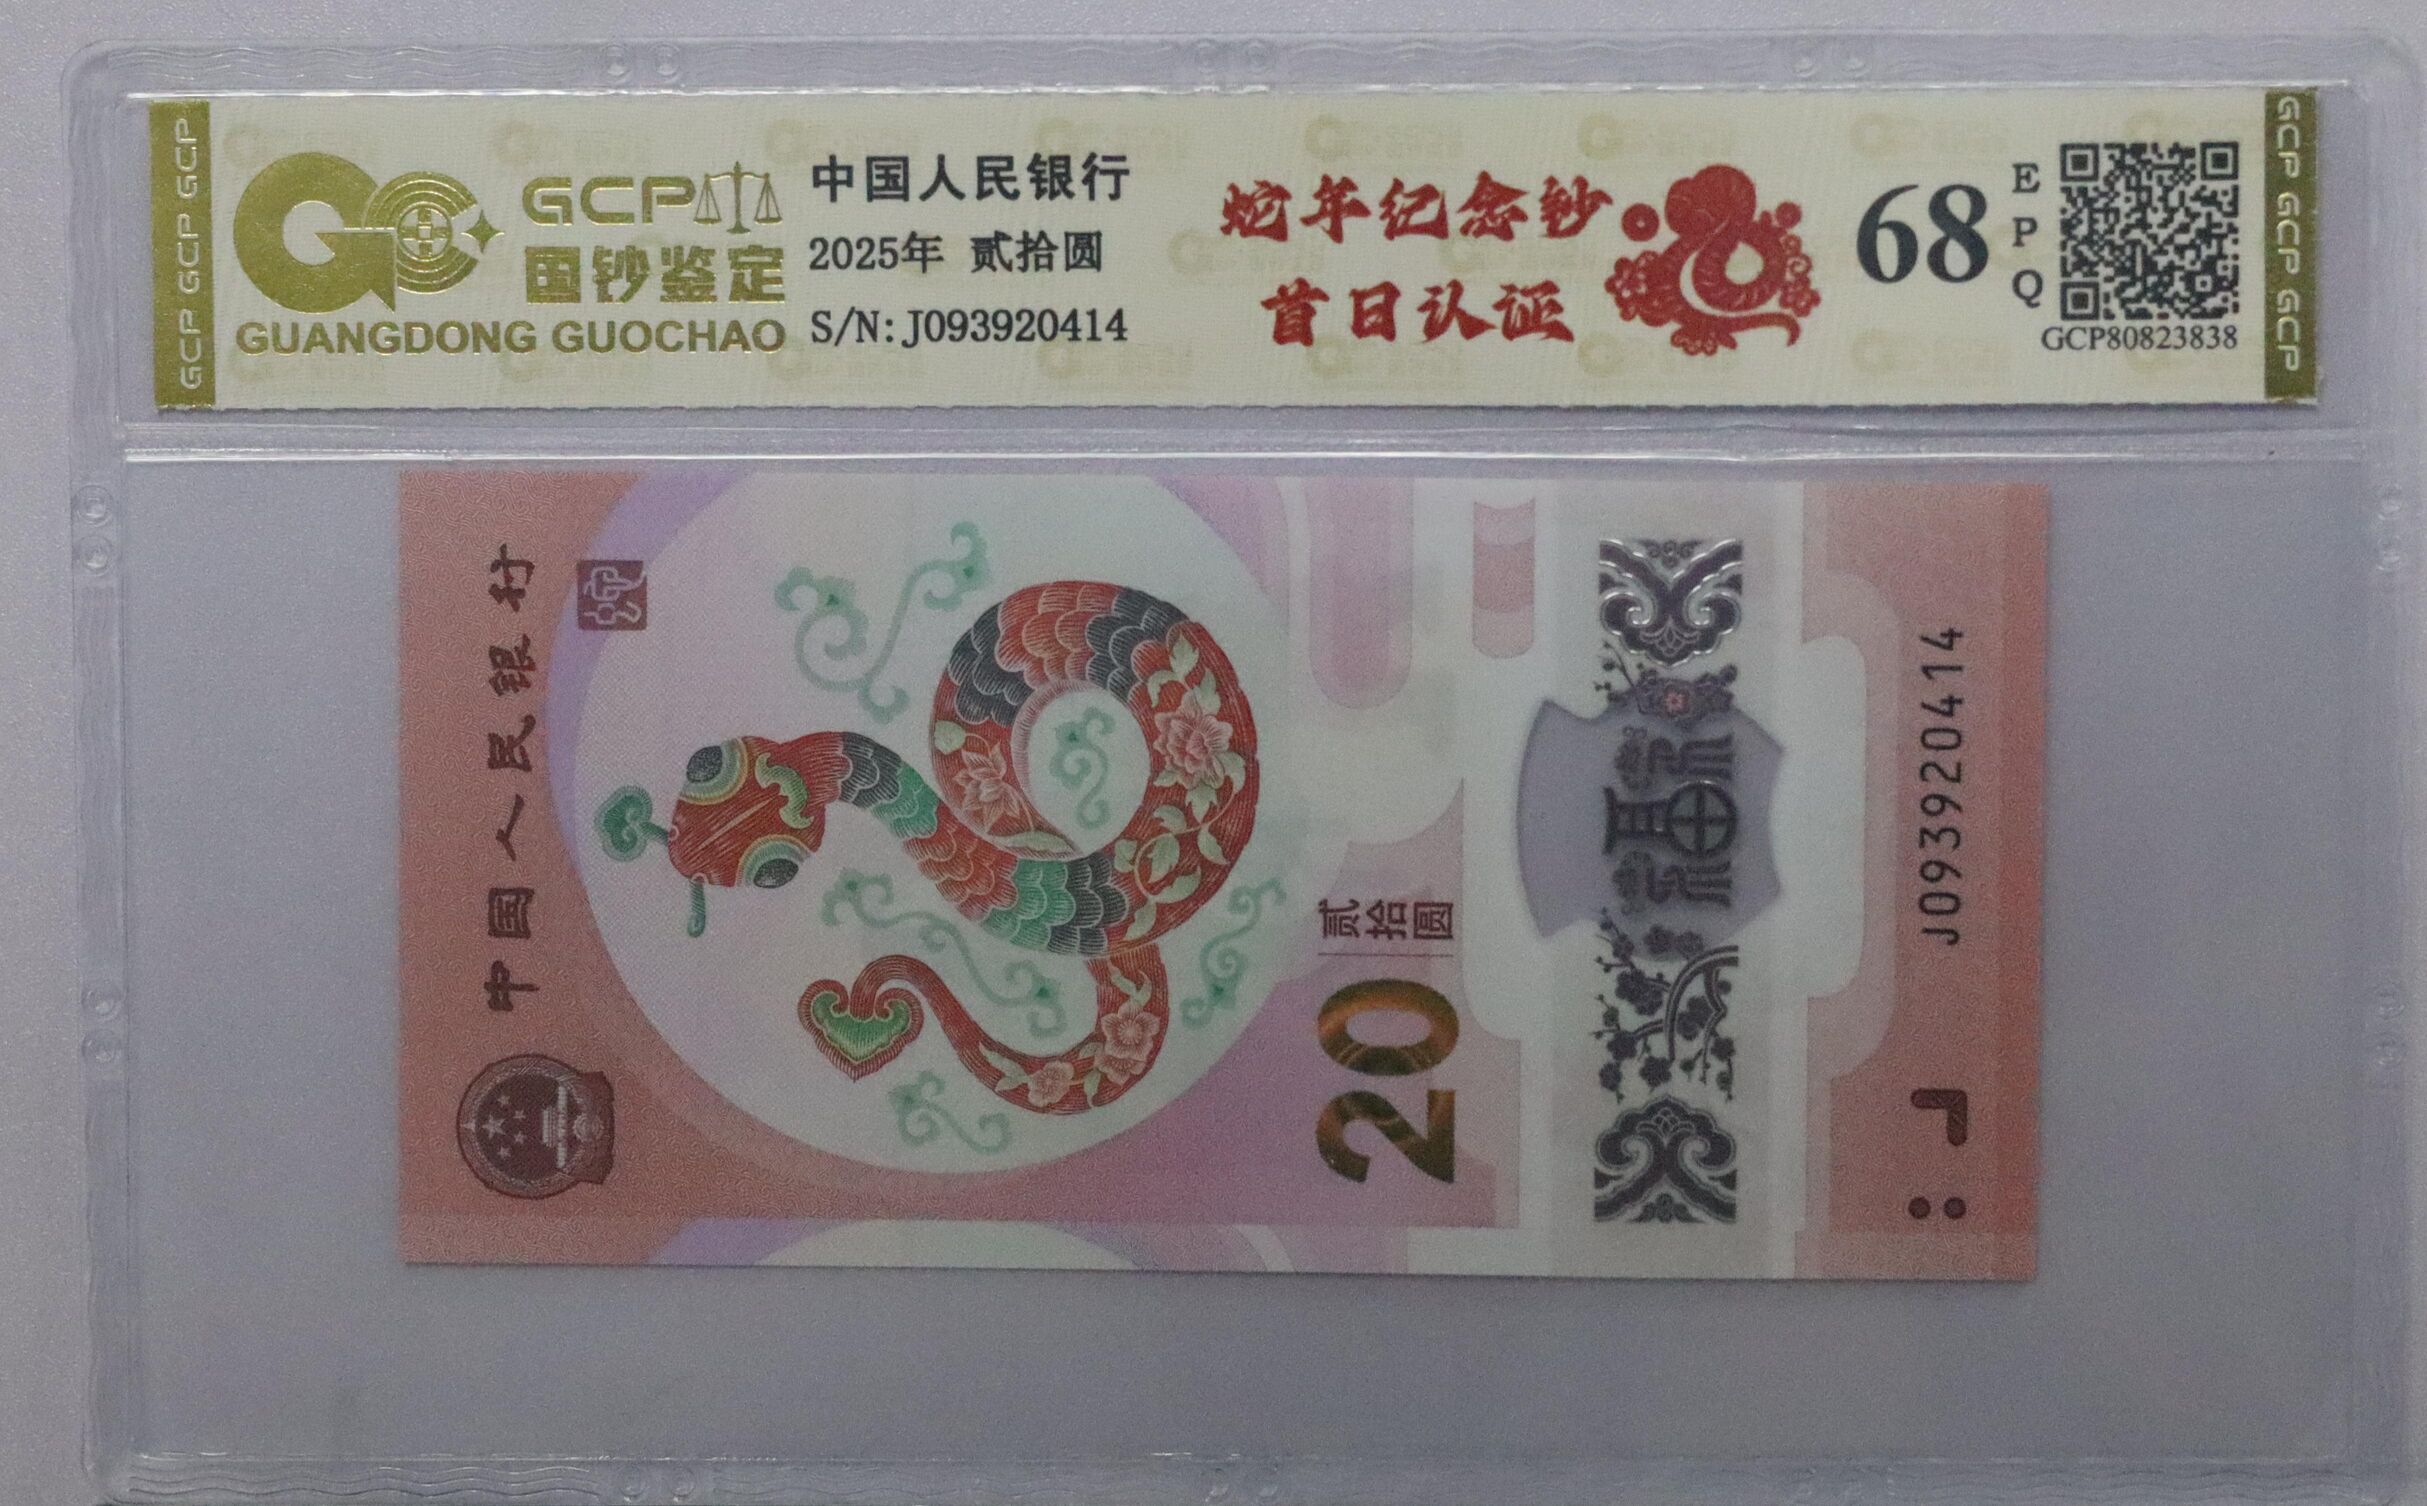 GCP GCP GCP
GCP
国钞鉴定
GUANGDONG GUOCHAO
中国人民银行
2025年 贰拾圆
S/N: J093920414
蛇年纪念钞
首日认证
68
EPQ
GCP80823838
GCP GCP GCP
中国人民银行
贰拾圆
20
福
J093920414